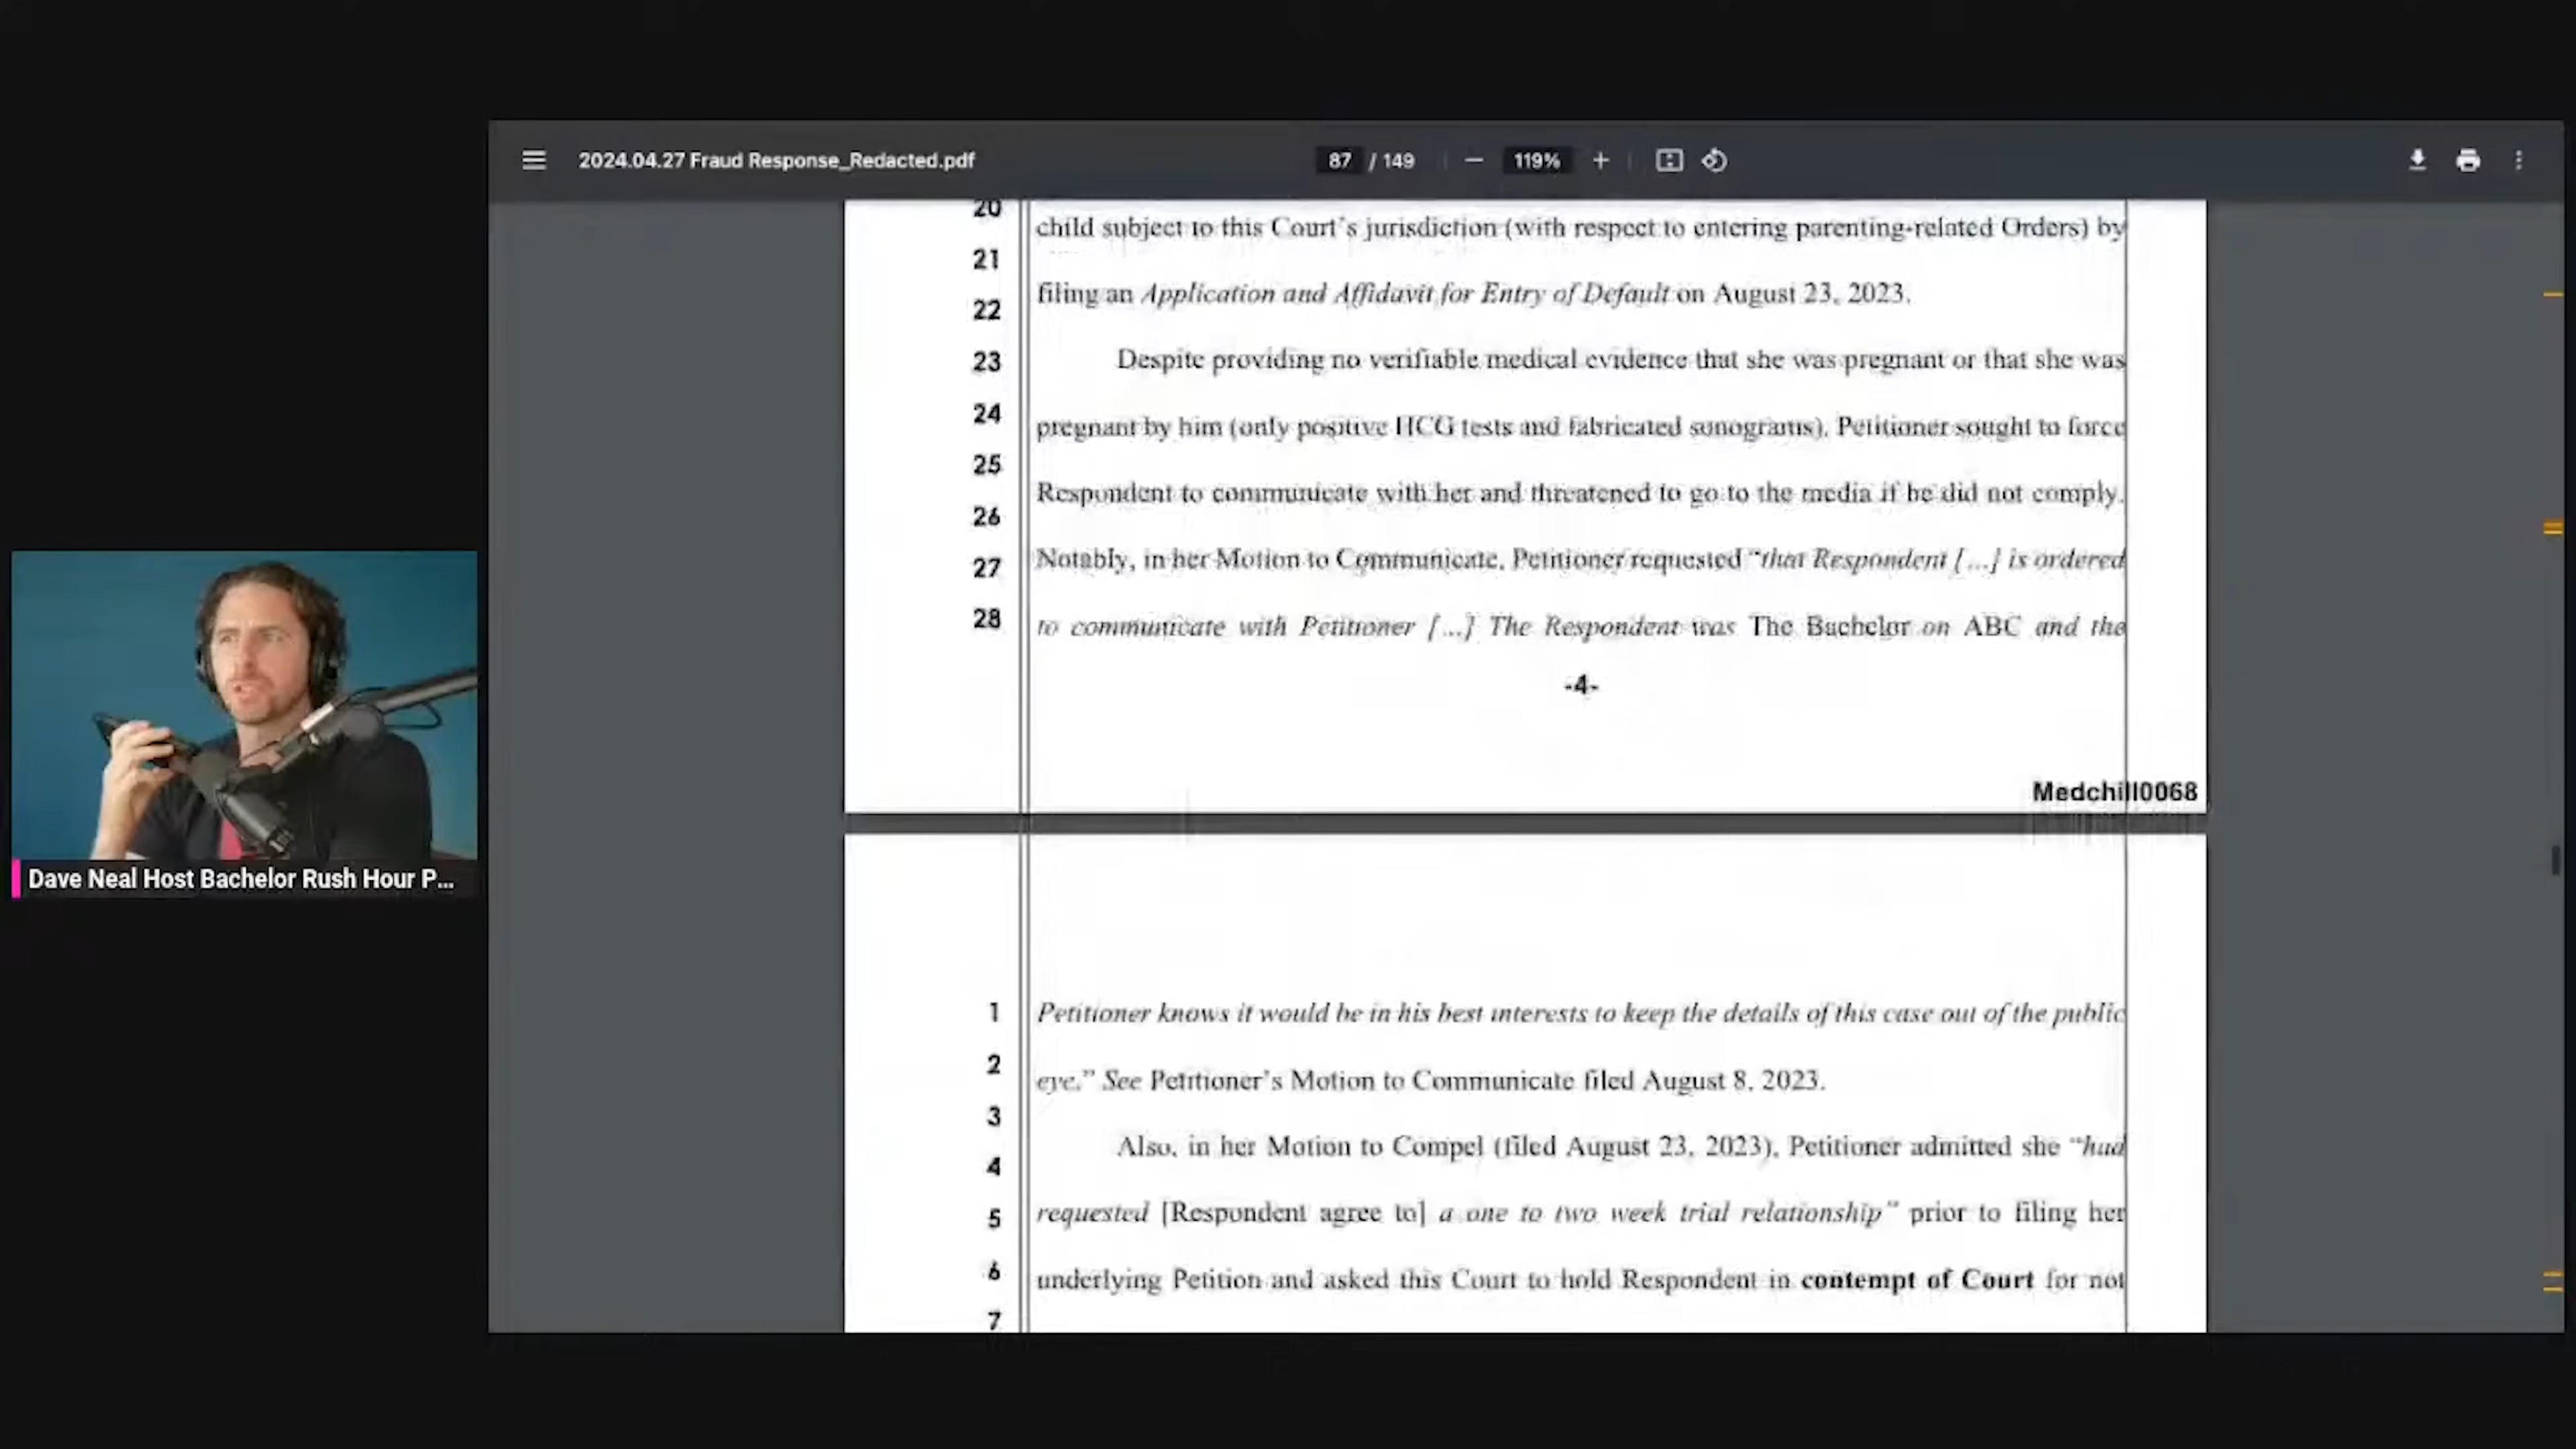 2024.04.27 Fraud Response_Redacted.pdf
87 / 149
119%
20
child subject to this Court's jurisdiction (with respect to entering parenting-related Orders) by
21
filing an Application and Affidavit for Entry of Default on August 23, 2023.
22
23
Despite providing no verifiable medical evidence that she was pregnant or that she was
24
pregnant by him (only positive HCG tests and fabricated sonograms), Petitioner sought to force
25
Respondent to communicate with her and threatened to go to the media if he did not comply.
26
27
Notably, in her Motion to Communicate, Petitioner requested "that Respondent [...] is ordered
28
to communicate with Petitioner [...] The Respondent was The Bachelor on ABC and the
-4-
Medchill0068
1
Petitioner knows it would be in his best interests to keep the details of this case out of the public
2
eye." See Petitioner's Motion to Communicate filed August 8, 2023.
3
Also, in her Motion to Compel (filed August 23, 2023), Petitioner admitted she "had
4
requested [Respondent agree to] a one to two week trial relationship" prior to filing her
5
6
underlying Petition and asked this Court to hold Respondent in contempt of Court for not
7
Dave Neal Host Bachelor Rush Hour P...